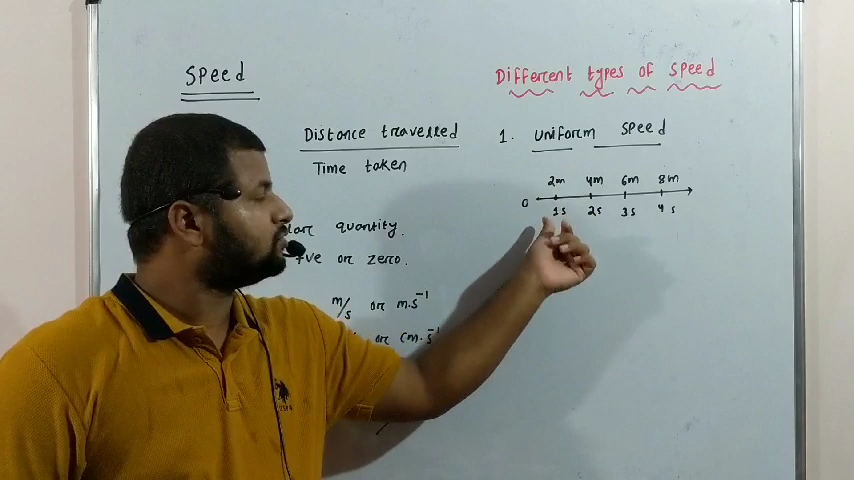 Speed
Distance travelled
Time taken
quantity.
+ve or zero.
m/s or m.s⁻¹
or cm.s⁻¹
Different types of speed
1. Uniform speed
2m 4m 6m 8m
0
1s 2s 3s 4s